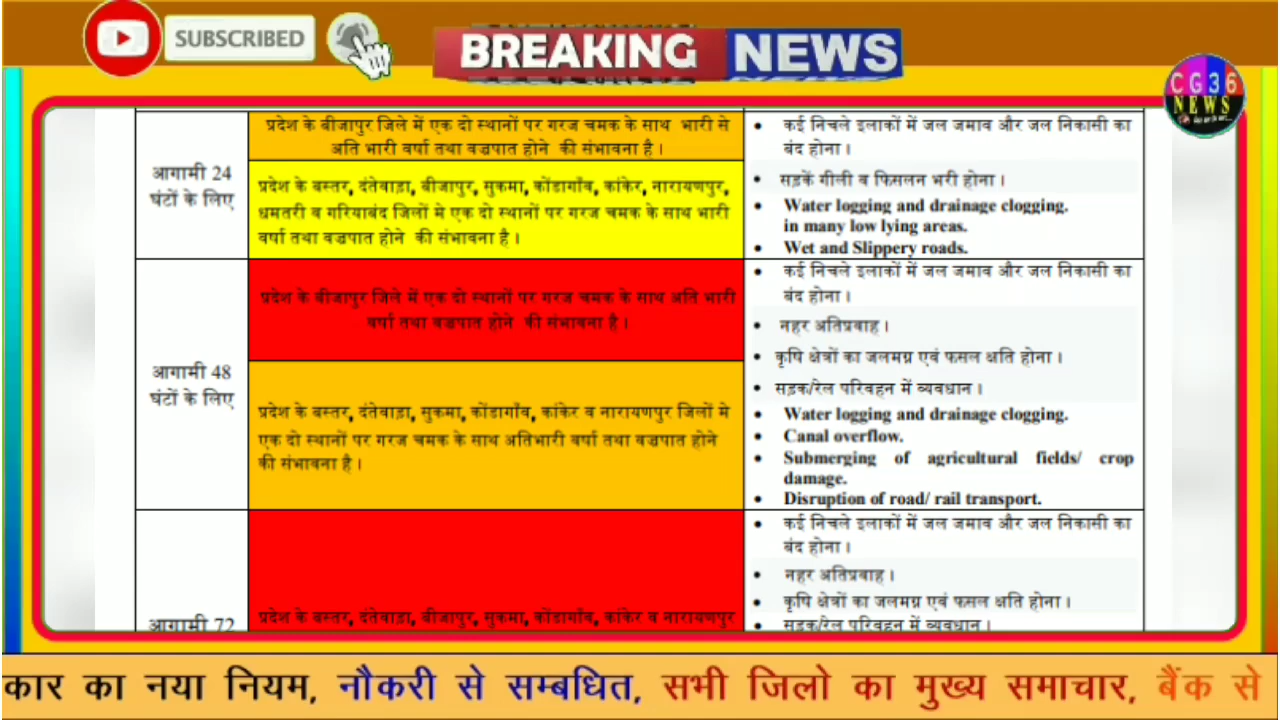 SUBSCRIBED
BREAKING NEWS
CG36
NEWS
आगामी 24
घंटों के लिए
प्रदेश के बीजापुर जिले में एक दो स्थानों पर गरज चमक के साथ भारी से
अति भारी वर्षा तथा वज्रपात होने की संभावना है।
प्रदेश के बस्तर, दंतेवाड़ा, बीजापुर, सुकमा, कोंडागाँव, कांकेर, नारायणपुर,
धमतरी व गरियाबंद जिलों मे एक दो स्थानों पर गरज चमक के साथ भारी
वर्षा तथा वज्रपात होने की संभावना है।
• कई निचले इलाकों में जल जमाव और जल निकासी का
बंद होना।
• सड़कें गीली व फिसलन भरी होना।
• Water logging and drainage clogging.
in many low lying areas.
• Wet and Slippery roads.
आगामी 48
घंटों के लिए
प्रदेश के बीजापुर जिले में एक दो स्थानों पर गरज चमक के साथ अति भारी
वर्षा तथा वज्रपात होने की संभावना है।
प्रदेश के बस्तर, दंतेवाड़ा, सुकमा, कोंडागाँव, कांकेर व नारायणपुर जिलों मे
एक दो स्थानों पर गरज चमक के साथ अतिभारी वर्षा तथा वज्रपात होने
की संभावना है।
• कई निचले इलाकों में जल जमाव और जल निकासी का
बंद होना।
• नहर अतिप्रवाह।
• कृषि क्षेत्रों का जलमग्न एवं फसल क्षति होना।
• सड़क/रेल परिवहन में व्यवधान।
• Water logging and drainage clogging.
• Canal overflow.
• Submerging of agricultural fields/ crop
damage.
• Disruption of road/ rail transport.
आगामी 72
प्रदेश के बस्तर, दंतेवाड़ा, बीजापुर, सुकमा, कोंडागाँव, कांकेर व नारायणपुर
• कई निचले इलाकों में जल जमाव और जल निकासी का
बंद होना।
• नहर अतिप्रवाह।
• कृषि क्षेत्रों का जलमग्न एवं फसल क्षति होना।
• सड़क/रेल परिवहन में व्यवधान।
कार का नया नियम, नौकरी से सम्बधित, सभी जिलो का मुख्य समाचार, बैंक से